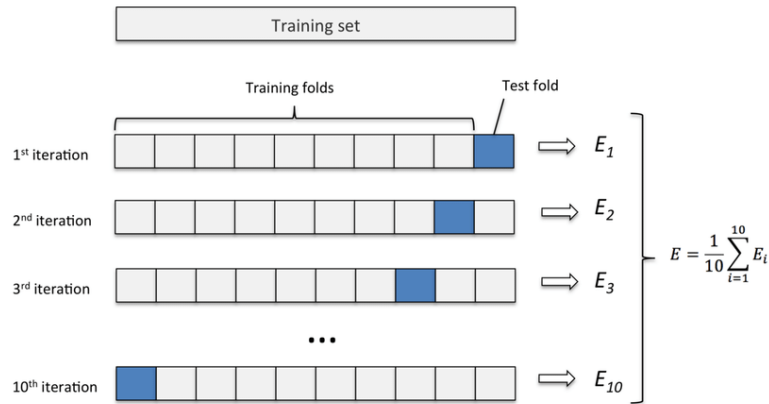 Training set
Training folds
Test fold
1st iteration
E1
2nd iteration
E2
3rd iteration
E3
...
10th iteration
E10
E = 1/10 ∑ i=1 10 Ei